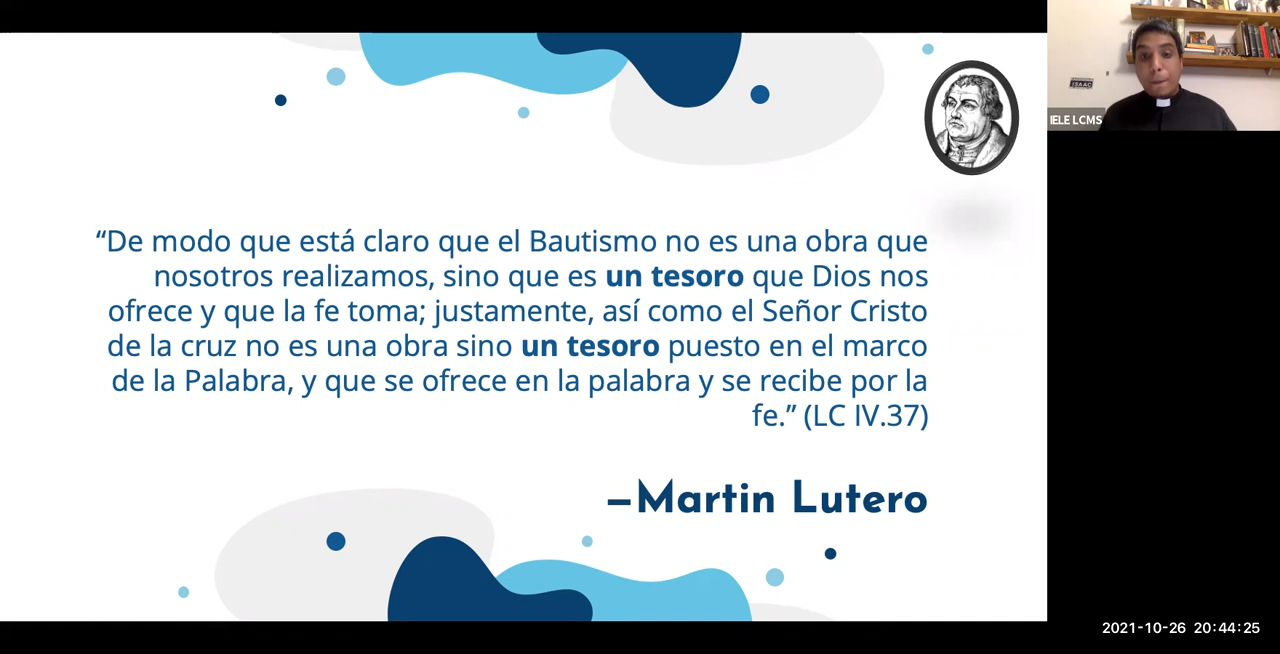 “De modo que está claro que el Bautismo no es una obra que
nosotros realizamos, sino que es un tesoro que Dios nos
ofrece y que la fe toma; justamente, así como el Señor Cristo
de la cruz no es una obra sino un tesoro puesto en el marco
de la Palabra, y que se ofrece en la palabra y se recibe por la
fe.” (LC IV.37)
–Martin Lutero
ISAAC
IELE LCMS
2021-10-26 20:44:25